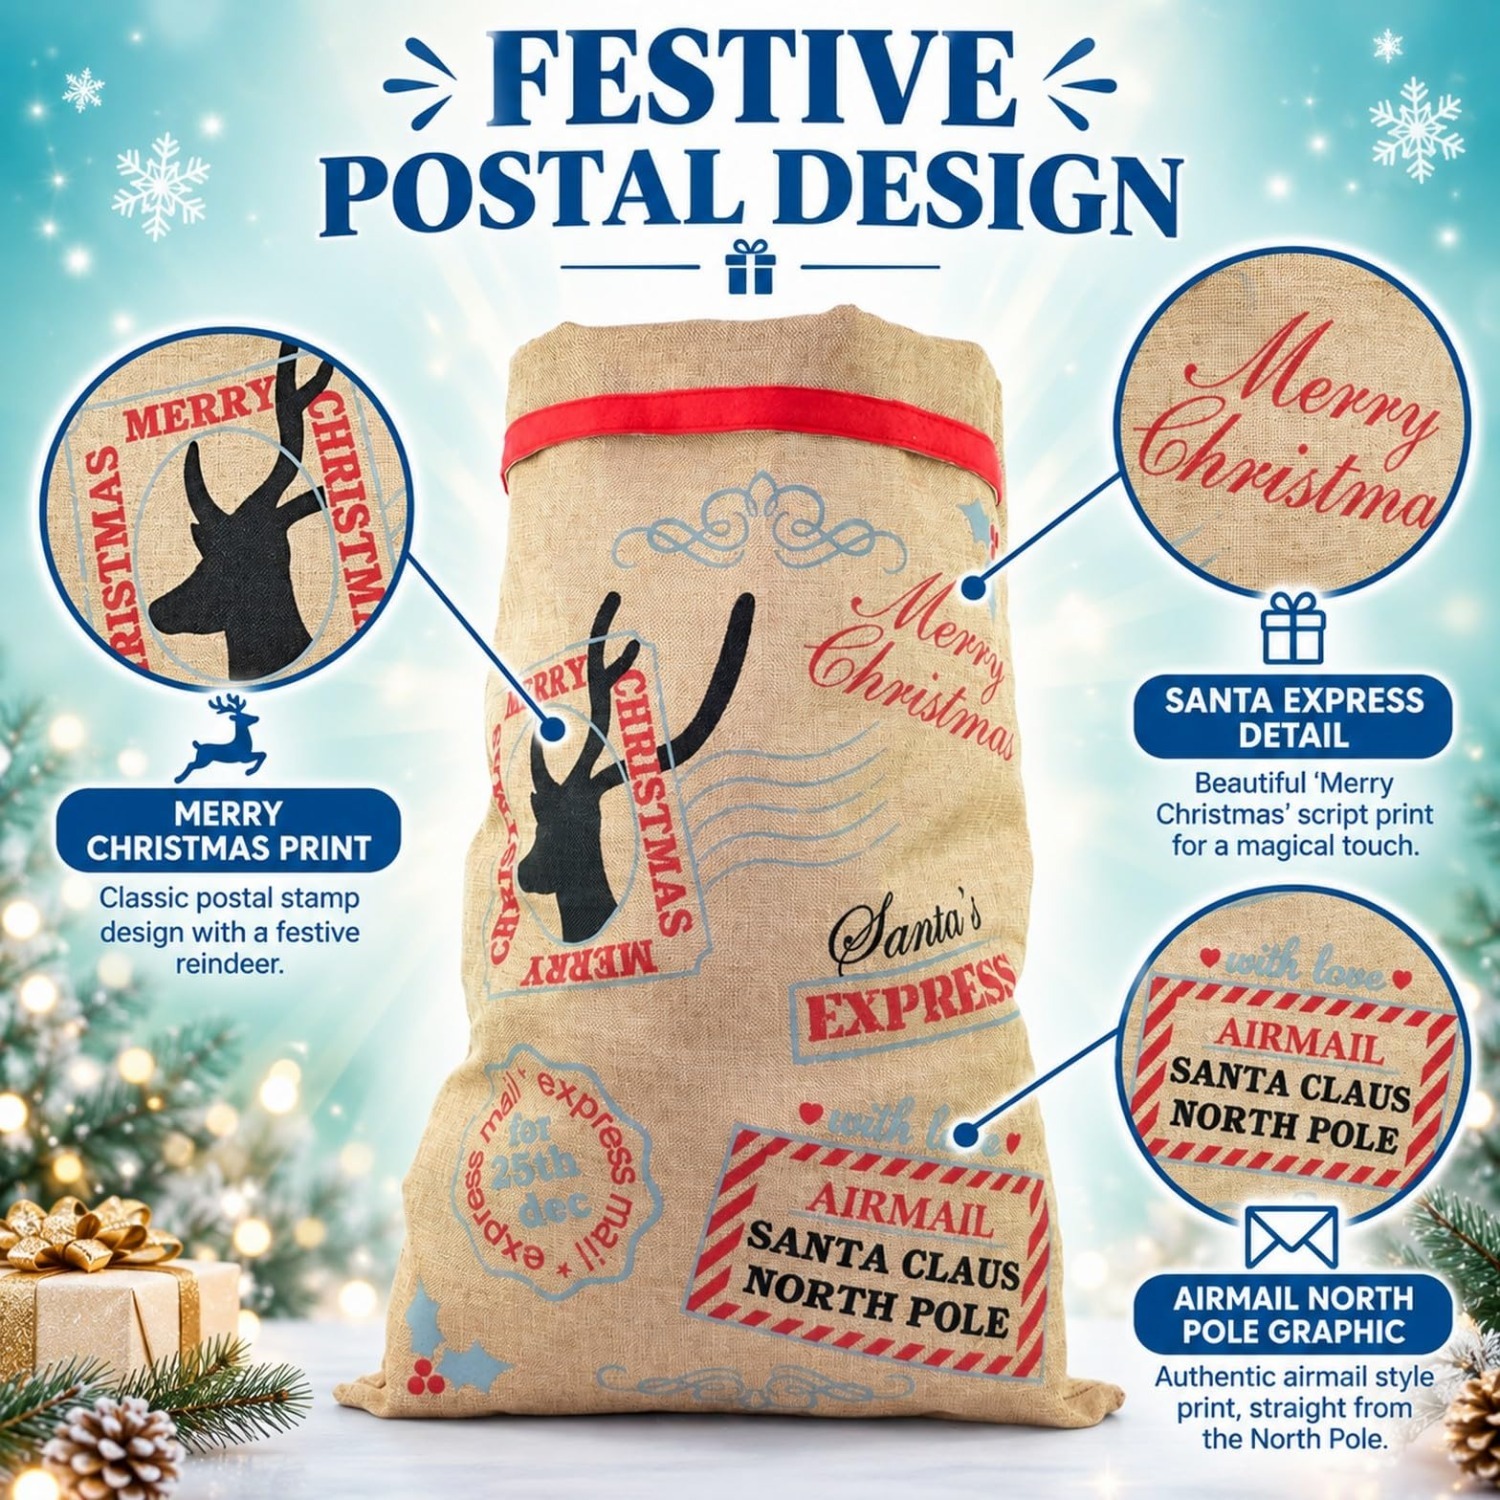 FESTIVE
POSTAL DESIGN
MERRY
CHRISTMAS
RISTMAS
MERRY
CHRISTMAS PRINT
Classic postal stamp
design with a festive
reindeer.
Merry
Christma
SANTA EXPRESS
DETAIL
Beautiful ‘Merry
Christmas’ script print
for a magical touch.
with love
AIRMAIL
SANTA CLAUS
NORTH POLE
AIRMAIL NORTH
POLE GRAPHIC
Authentic airmail style
print, straight from
the North Pole.
Merry
Christmas
MERRY
CHRISTMAS
CHRISTMAS
MERRY
Santa's
EXPRESS
express mail express mail
for
25th
dec
with love
AIRMAIL
SANTA CLAUS
NORTH POLE